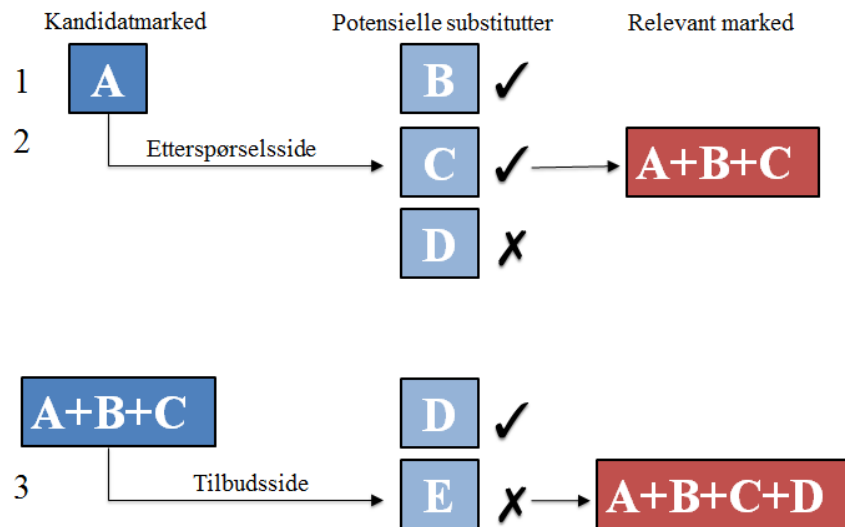 Kandidatmarked Potensielle substitutter Relevant marked
1 A B ✓
2 Etterspørselsside C ✓ A+B+C
D ✗
A+B+C D ✓
3 Tilbudsside E ✗ A+B+C+D